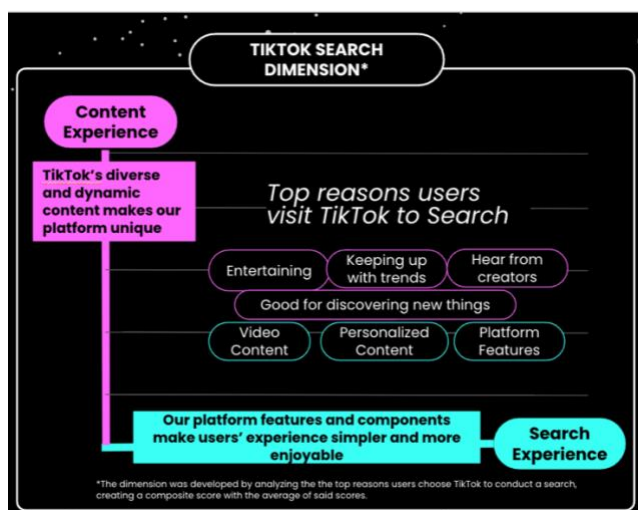 TIKTOK SEARCH
DIMENSION*
Content
Experience
TikTok's diverse
and dynamic
content makes our
platform unique
Top reasons users
visit TikTok to Search
Entertaining
Keeping up
with trends
Hear from
creators
Good for discovering new things
Video
Content
Personalized
Content
Platform
Features
Our platform features and components
make users' experience simpler and more
enjoyable
Search
Experience
*The dimension was developed by analyzing the the top reasons users choose TikTok to conduct a search,
creating a composite score with the average of said scores.